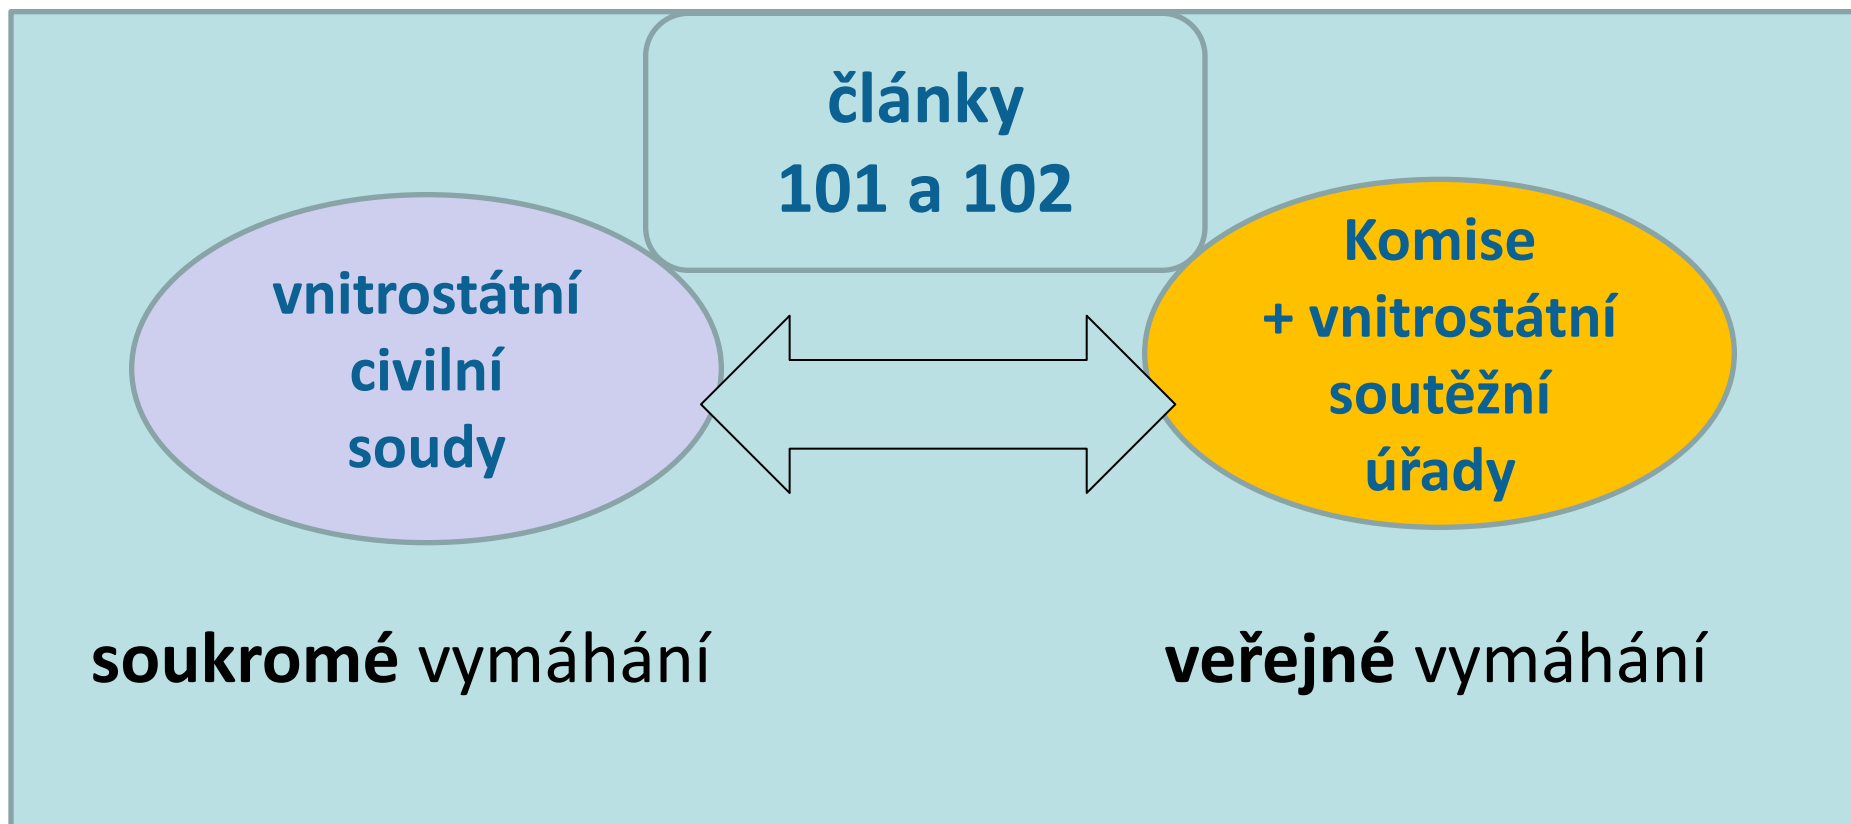 články
101 a 102
vnitrostátní
civilní
soudy
Komise
+ vnitrostátní
soutěžní
úřady
soukromé vymáhání
veřejné vymáhání